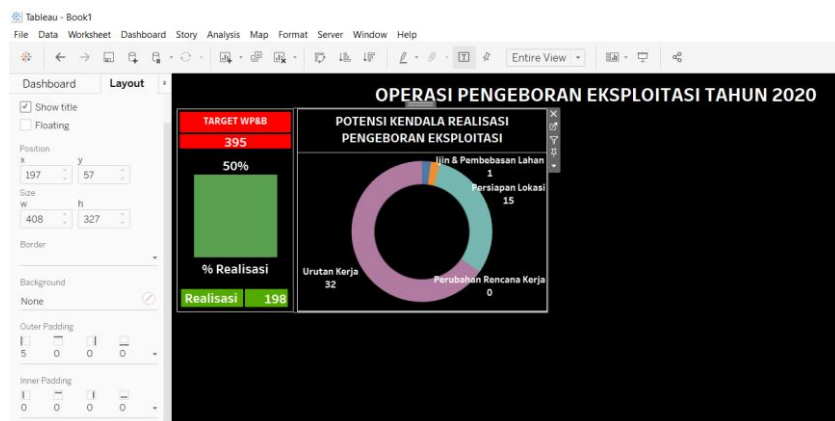 Tableau - Book1
File Data Worksheet Dashboard Story Analysis Map Format Server Window Help
Entire View
Dashboard Layout
Show title
Floating
Position
x y
197 57
Size
w h
408 327
Border
Background
None
Outer Padding
5 0 0 0
Inner Padding
0 0 0 0
OPERASI PENGEBORAN EKSPLOITASI TAHUN 2020
TARGET WP&B
395
50%
% Realisasi
Realisasi 198
POTENSI KENDALA REALISASI
PENGEBORAN EKSPLOITASI
Ijin & Pembebasan Lahan
1
Persiapan Lokasi
15
Urutan Kerja
32
Perubahan Rencana Kerja
0